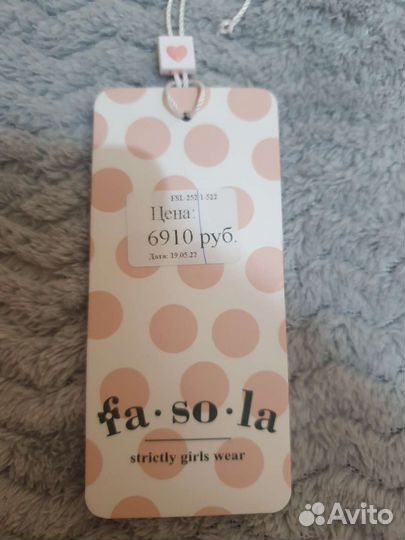 FSL 252 1 522
Цена:
6910 руб.
Дата: 19.05.22
fa·so·la
strictly girls wear
Avito